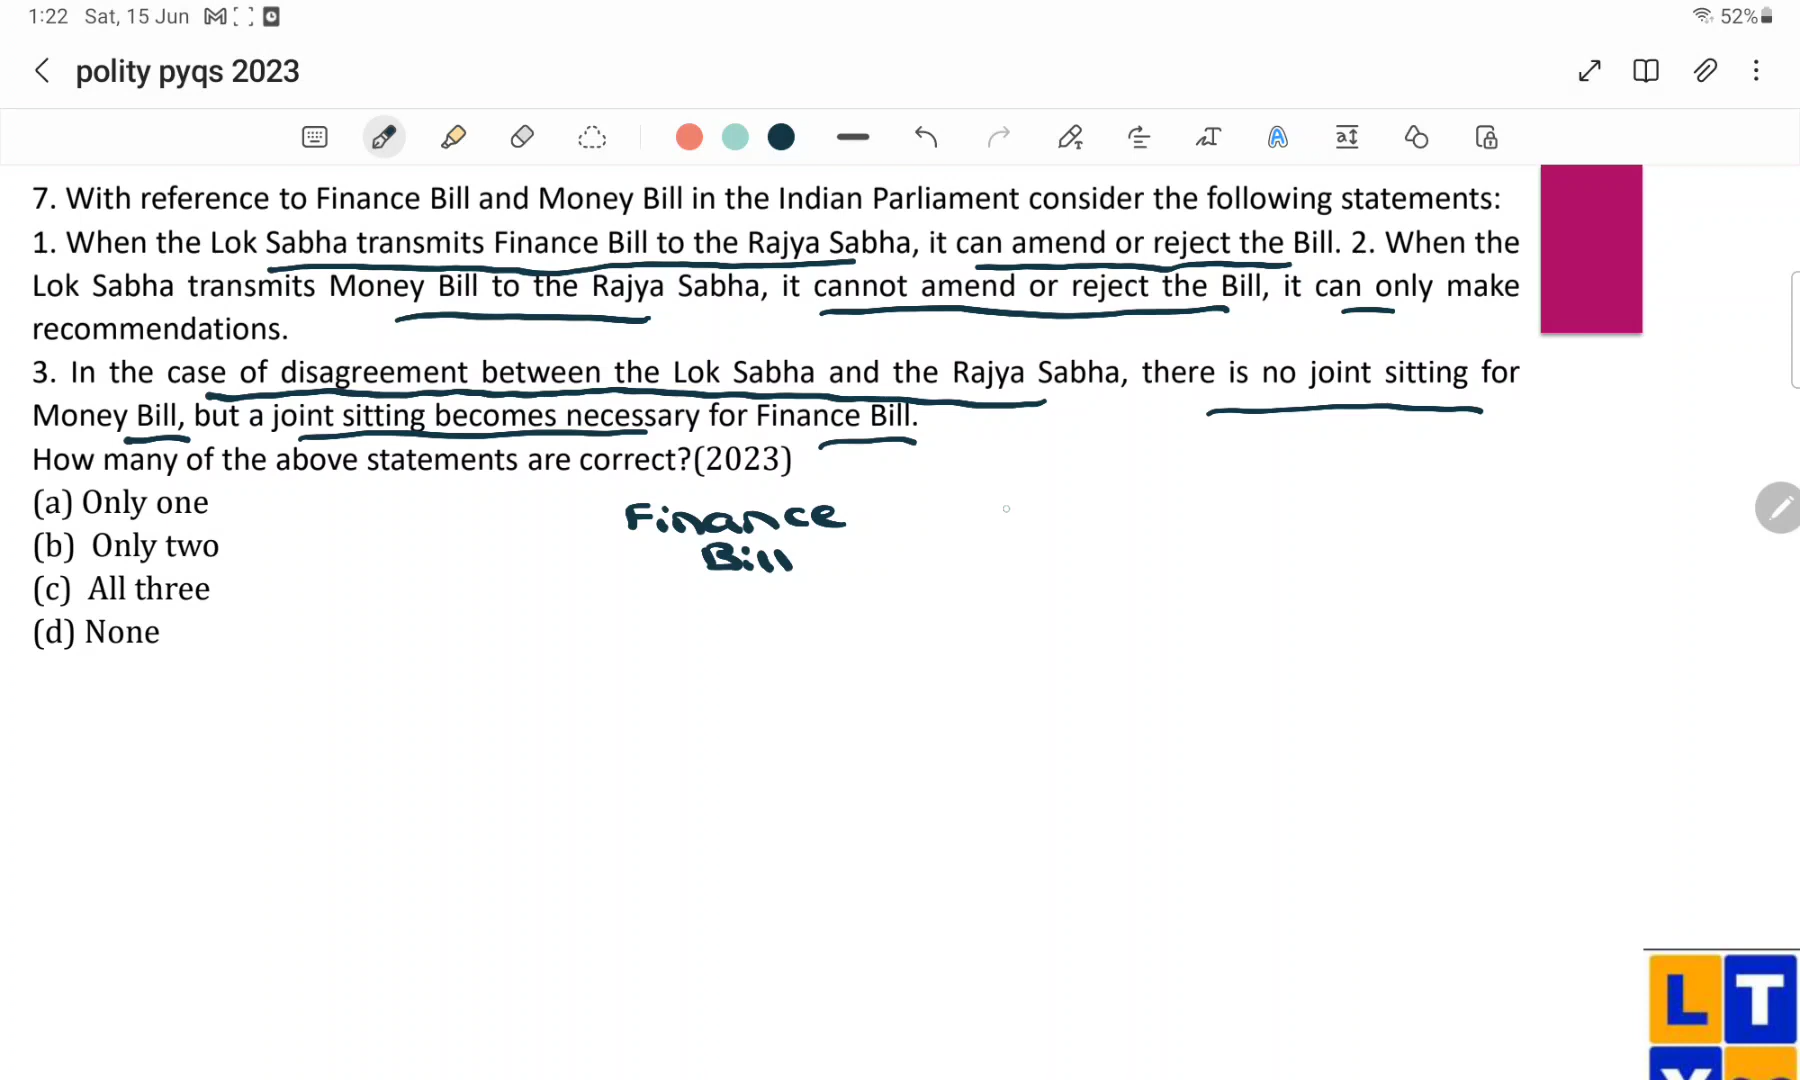 1:22 Sat, 15 Jun
52%
polity pyqs 2023
7. With reference to Finance Bill and Money Bill in the Indian Parliament consider the following statements:
1. When the Lok Sabha transmits Finance Bill to the Rajya Sabha, it can amend or reject the Bill. 2. When the
Lok Sabha transmits Money Bill to the Rajya Sabha, it cannot amend or reject the Bill, it can only make
recommendations.
3. In the case of disagreement between the Lok Sabha and the Rajya Sabha, there is no joint sitting for
Money Bill, but a joint sitting becomes necessary for Finance Bill.
How many of the above statements are correct?(2023)
(a) Only one
(b) Only two
(c) All three
(d) None
Finance
Bill
L T